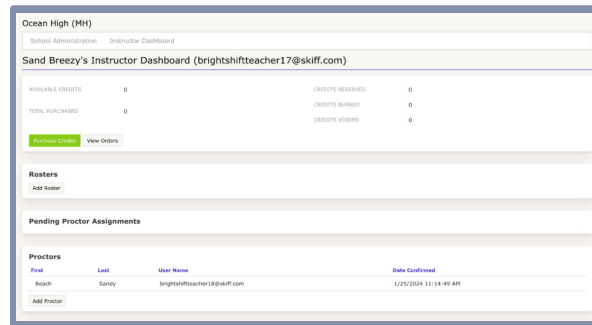 Ocean High (MH)
School Administration Instructor Dashboard
Sand Breezy's Instructor Dashboard (brightshiftteacher17@skiff.com)
AVAILABLE CREDITS 0 CREDITS RESERVED 0
CREDITS BURNED 0
TOTAL PURCHASED 0
CREDITS VOIDED 0
Purchase Credits View Orders
Rosters
Add Roster
Pending Proctor Assignments
Proctors
First Last User Name Date Confirmed
Beach Sandy brightshiftteacher18@skiff.com 1/25/2024 11:14:49 AM
Add Proctor